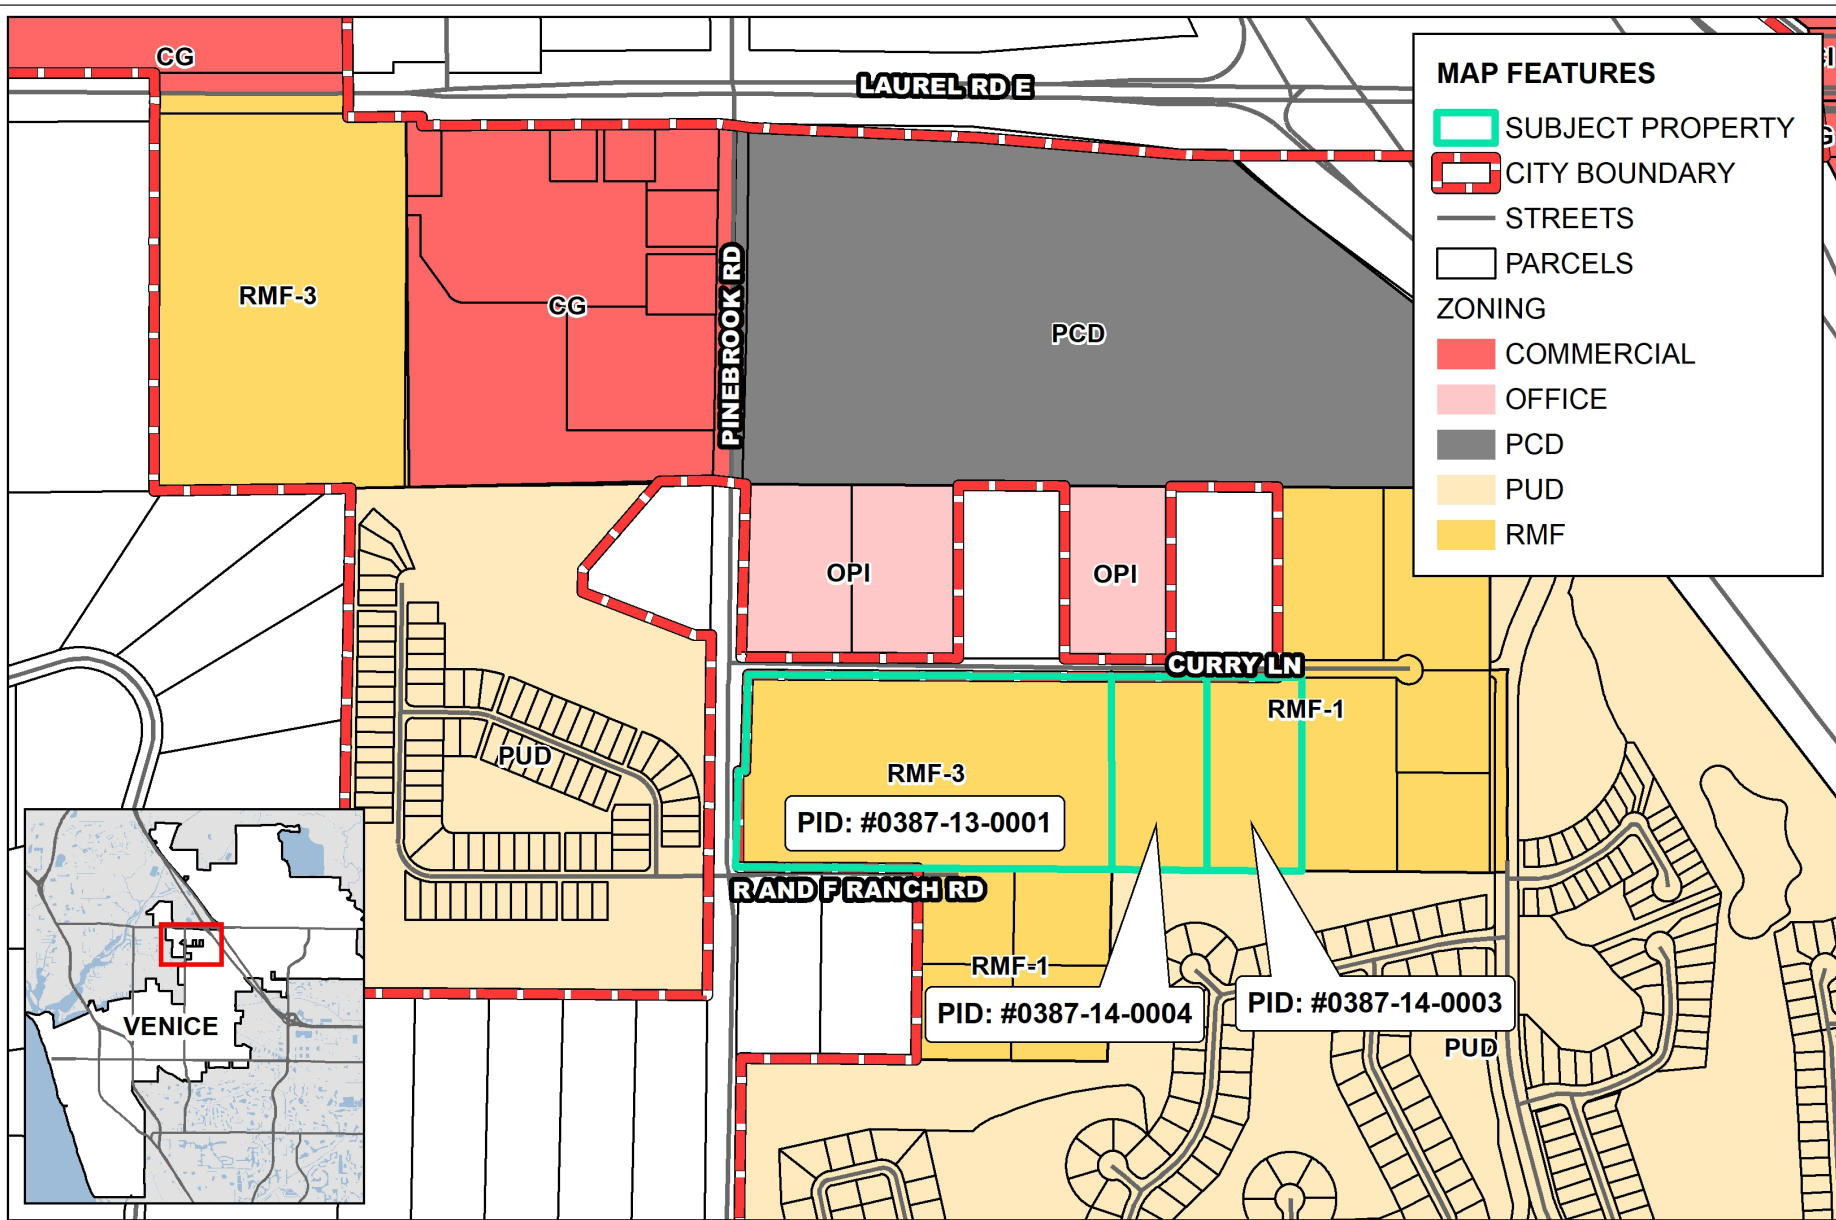 CG
LAUREL RD E
MAP FEATURES
SUBJECT PROPERTY
CITY BOUNDARY
STREETS
PARCELS
ZONING
COMMERCIAL
OFFICE
PCD
PUD
RMF
RMF-3
CG
PINEBROOK RD
PCD
OPI
OPI
CURRY LN
RMF-1
PUD
RMF-3
PID: #0387-13-0001
R AND F RANCH RD
RMF-1
PID: #0387-14-0004
PID: #0387-14-0003
PUD
VENICE